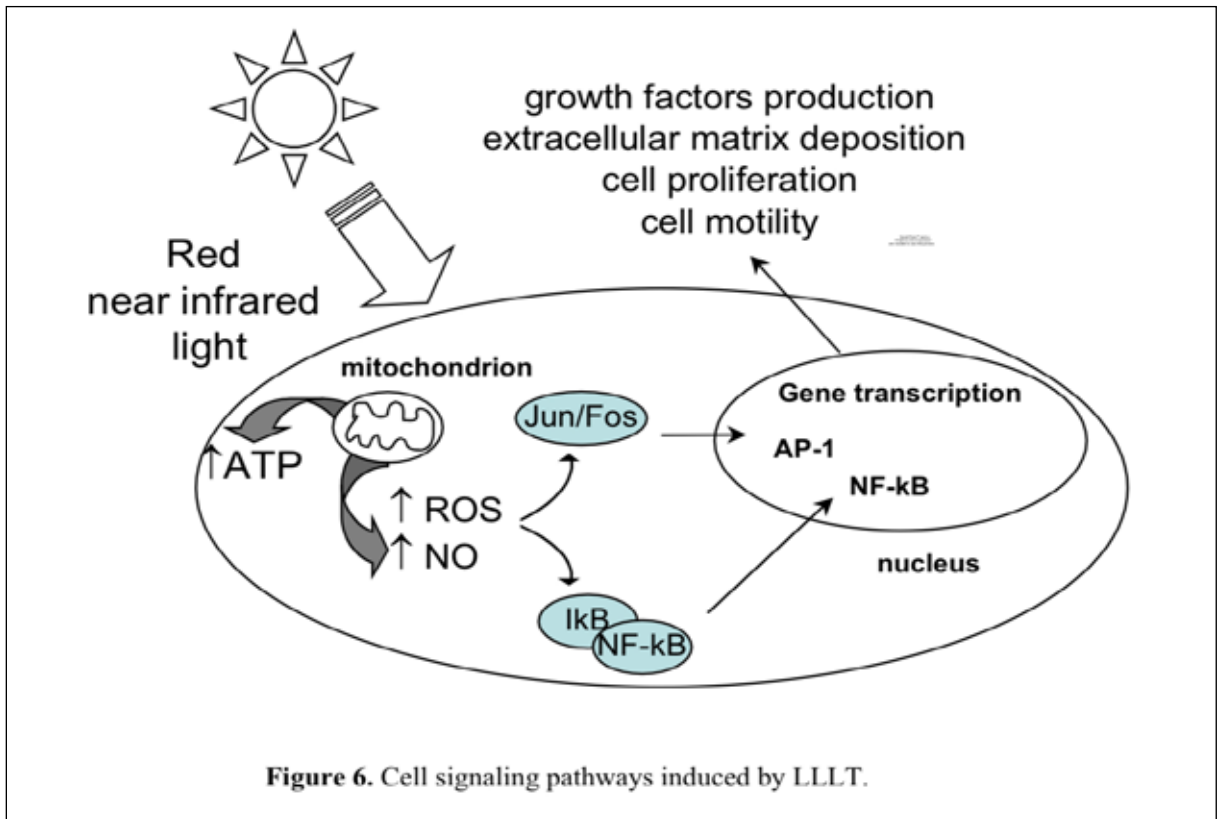 growth factors production
extracellular matrix deposition
cell proliferation
cell motility
Red
near infrared
light
mitochondrion
Jun/Fos
Gene transcription
AP-1
NF-kB
↑ATP
↑ ROS
↑ NO
nucleus
IkB
NF-kB
Figure 6. Cell signaling pathways induced by LLLT.